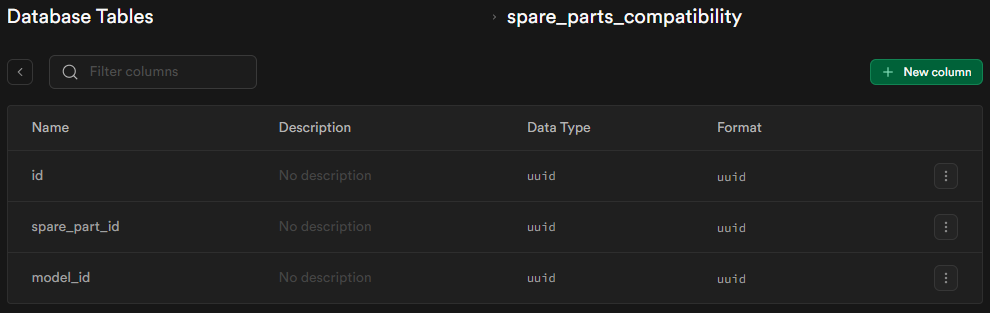 Database Tables › spare_parts_compatibility
Filter columns
New column
Name Description Data Type Format
id No description uuid uuid
spare_part_id No description uuid uuid
model_id No description uuid uuid